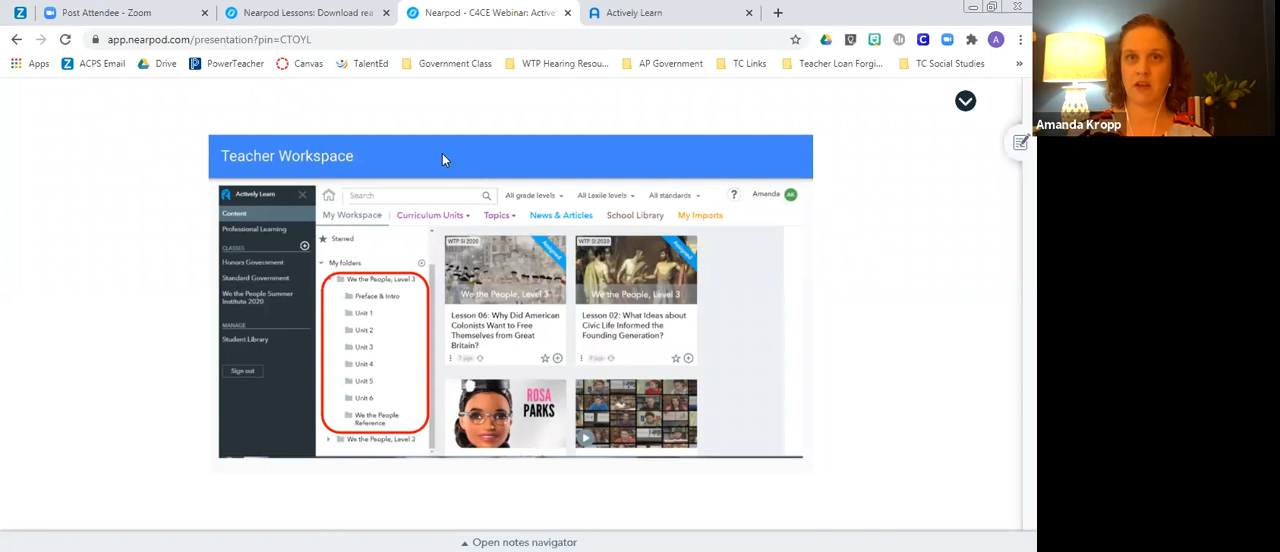 Post Attendee - Zoom
Nearpod Lessons: Download rea
Nearpod - C4CE Webinar: Active
Actively Learn
app.nearpod.com/presentation?pin=CTOYL
Apps
ACPS Email
Drive
PowerTeacher
Canvas
TalentEd
Government Class
WTP Hearing Resou...
AP Government
TC Links
Teacher Loan Forgi...
TC Social Studies
»
Amanda Kropp
Teacher Workspace
Actively Learn
Search
All grade levels
All Lexile levels
All standards
?
Amanda
AK
Content
Professional Learning
CLASSES
Honors Government
Standard Government
We the People Summer
Institute 2020
MANAGE
Student Library
Sign out
My Workspace
Curriculum Units
Topics
News & Articles
School Library
My Imports
Starred
My folders
We the People, Level 3
Preface & Intro
Unit 1
Unit 2
Unit 3
Unit 4
Unit 5
Unit 6
We the People
Reference
We the People, Level 3
WTP SI 2020
Assigned
We the People, Level 3
Lesson 06: Why Did American
Colonists Want to Free
Themselves from Great
Britain?
7 pgs
WTP SI 2020
Assigned
We the People, Level 3
Lesson 02: What Ideas about
Civic Life Informed the
Founding Generation?
ROSA
PARKS
Open notes navigator